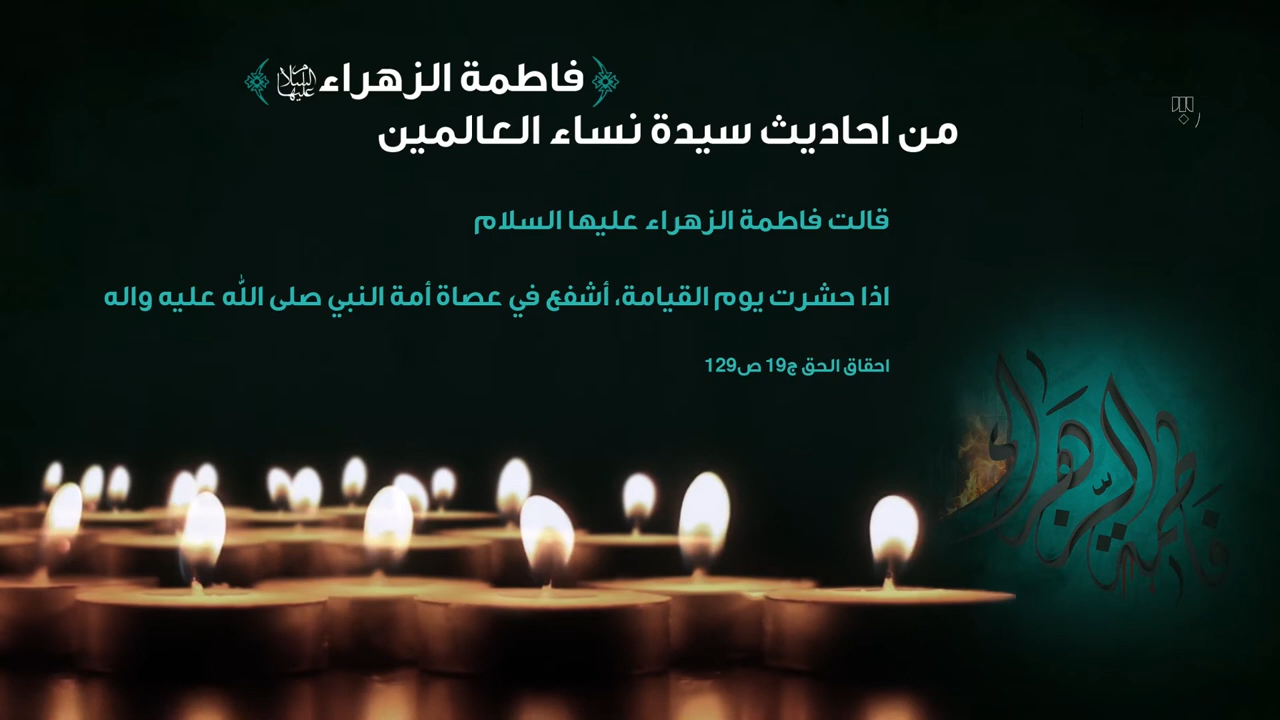 ﴿فاطمة الزهراء عليها السلام﴾
من احاديث سيدة نساء العالمين
قالت فاطمة الزهراء عليها السلام
اذا حشرت يوم القيامة، أشفع في عصاة أمة النبي صلى الله عليه واله
احقاق الحق ج19 ص129
فاطمة الزهراء